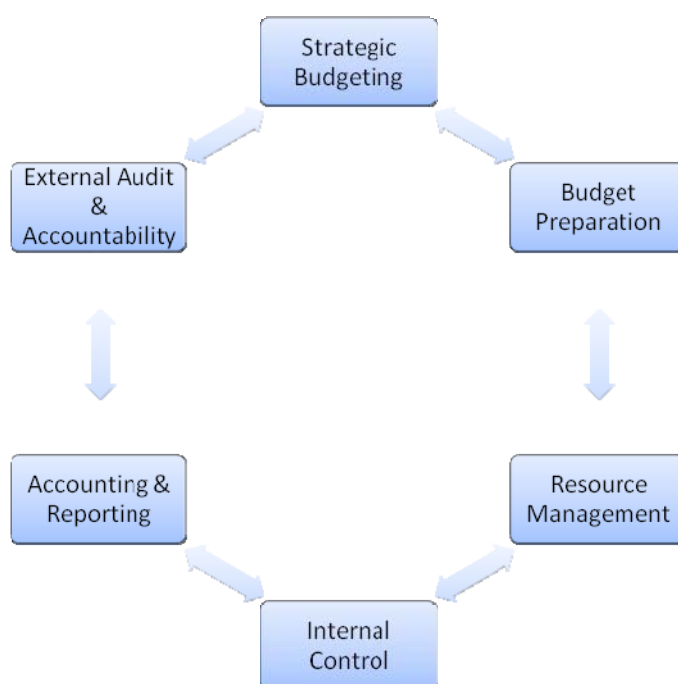 Strategic
Budgeting
External Audit
&
Accountability
Budget
Preparation
Accounting &
Reporting
Resource
Management
Internal
Control